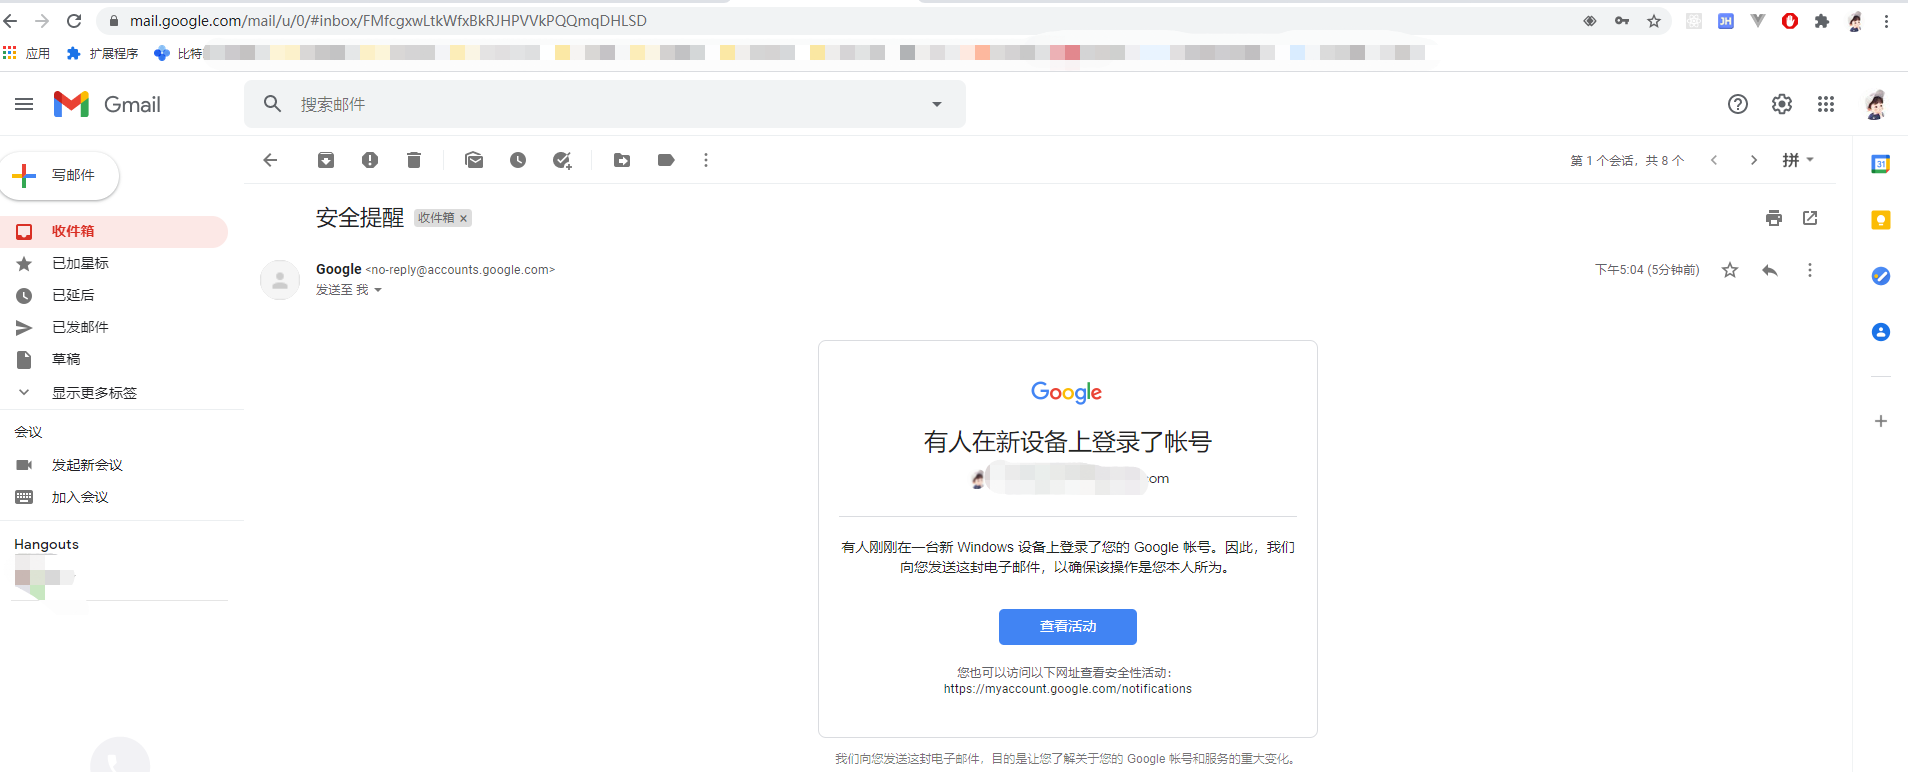 mail.google.com/mail/u/0/#inbox/FMfcgxwLtkWfxBkRJHPVVkPQQmqDHLSD
JH
应用
扩展程序
比特
Gmail
搜索邮件
写邮件
第 1 个会话，共 8 个
拼
31
安全提醒
收件箱 ×
收件箱
已加星标
已延后
已发邮件
草稿
显示更多标签
Google <no-reply@accounts.google.com>
下午5:04 (5分钟前)
发送至 我
会议
发起新会议
加入会议
Hangouts
Google
有人在新设备上登录了帐号
om
有人刚刚在一台新 Windows 设备上登录了您的 Google 帐号。因此，我们
向您发送这封电子邮件，以确保该操作是您本人所为。
查看活动
您也可以访问以下网址查看安全性活动：
https://myaccount.google.com/notifications
我们向您发送这封电子邮件，目的是让您了解关于您的 Google 帐号和服务的重大变化。